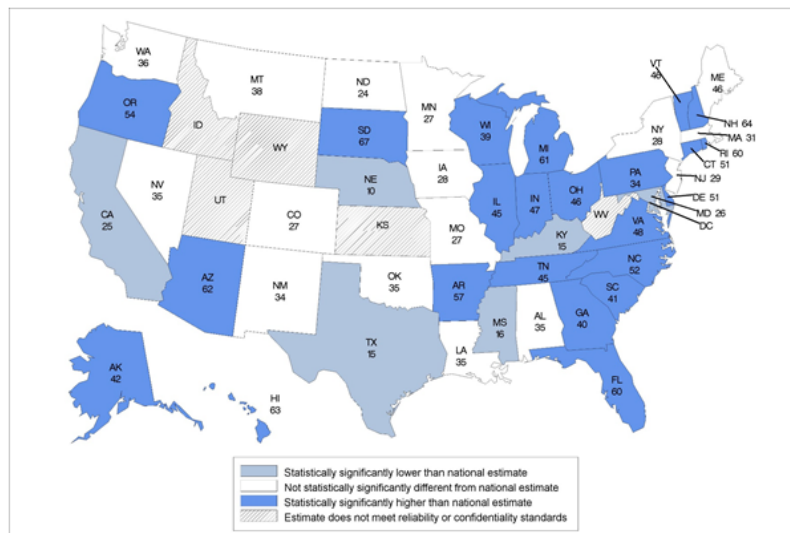 WA
36
OR
54
CA
25
NV
35
ID
MT
38
WY
UT
AZ
62
CO
27
NM
34
ND
24
SD
67
NE
10
KS
OK
35
TX
15
MN
27
IA
28
MO
27
AR
57
LA
35
WI
39
IL
45
MS
16
MI
61
IN
47
OH
46
KY
15
TN
45
AL
35
GA
40
FL
60
SC
41
NC
52
VA
48
WV
PA
34
NY
28
VT
46
ME
46
NH 64
MA 31
RI 60
CT 51
NJ 29
DE 51
MD 26
DC
AK
42
HI
63
Statistically significantly lower than national estimate
Not statistically significantly different from national estimate
Statistically significantly higher than national estimate
Estimate does not meet reliability or confidentiality standards